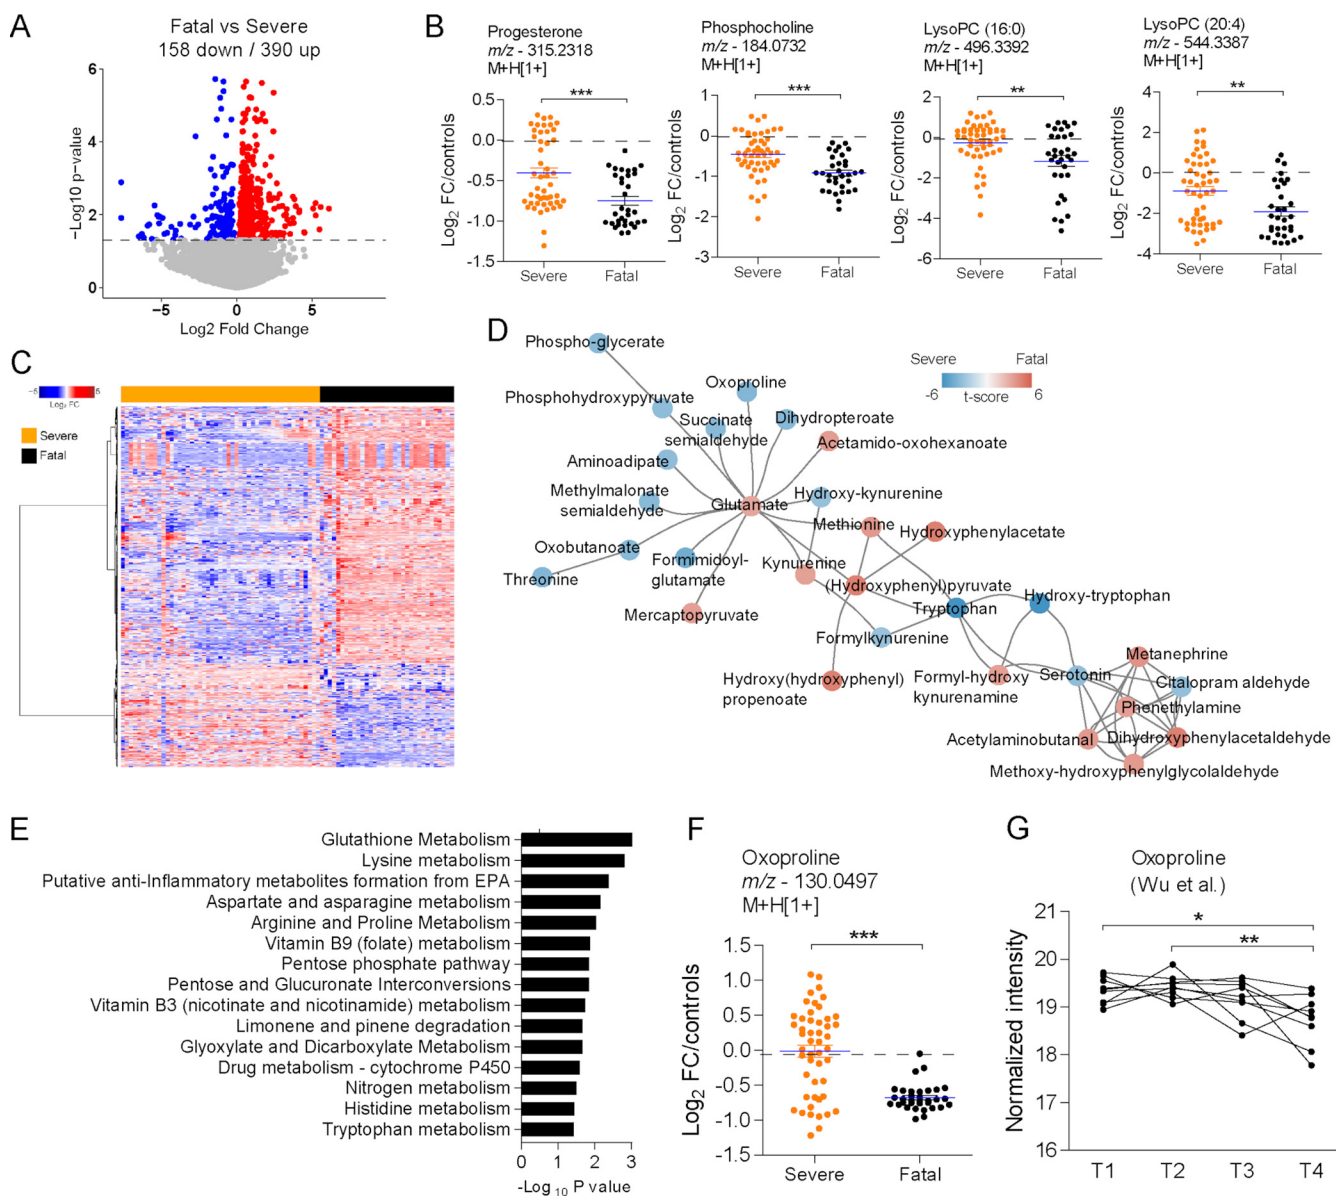 A
Fatal vs Severe
158 down / 390 up
6
4
2
0
−Log10 p-value
−5
0
5
Log2 Fold Change
B
Progesterone
m/z - 315.2318
M+H[1+]
***
0.5
0.0
-0.5
-1.0
-1.5
Log2 FC/controls
Severe
Fatal
Phosphocholine
m/z - 184.0732
M+H[1+]
***
1
0
-1
-2
-3
Log2 FC/controls
Severe
Fatal
LysoPC (16:0)
m/z - 496.3392
M+H[1+]
**
2
0
-2
-4
-6
Log2 FC/controls
Severe
Fatal
LysoPC (20:4)
m/z - 544.3387
M+H[1+]
**
4
2
0
-2
-4
Log2 FC/controls
Severe
Fatal
C
−5
5
Log2 FC
Severe
Fatal
D
Severe
Fatal
-6
t-score
6
Phospho-glycerate
Oxoproline
Phosphohydroxypyruvate
Succinate
semialdehyde
Dihydropteroate
Acetamido-oxohexanoate
Aminoadipate
Methylmalonate
semialdehyde
Glutamate
Hydroxy-kynurenine
Methionine
Hydroxyphenylacetate
Oxobutanoate
Formimidoyl-
glutamate
Kynurenine
Threonine
(Hydroxyphenyl)pyruvate
Mercaptopyruvate
Tryptophan
Hydroxy-tryptophan
Formylkynurenine
Hydroxy(hydroxyphenyl)
propenoate
Formyl-hydroxy
kynurenamine
Serotonin
Metanephrine
Citalopram aldehyde
Phenethylamine
Acetylaminobutanal
Dihydroxyphenylacetaldehyde
Methoxy-hydroxyphenylglycolaldehyde
E
Glutathione Metabolism
Lysine metabolism
Putative anti-Inflammatory metabolites formation from EPA
Aspartate and asparagine metabolism
Arginine and Proline Metabolism
Vitamin B9 (folate) metabolism
Pentose phosphate pathway
Pentose and Glucuronate Interconversions
Vitamin B3 (nicotinate and nicotinamide) metabolism
Limonene and pinene degradation
Glyoxylate and Dicarboxylate Metabolism
Drug metabolism - cytochrome P450
Nitrogen metabolism
Histidine metabolism
Tryptophan metabolism
0
1
2
3
-Log 10 P value
F
Oxoproline
m/z - 130.0497
M+H[1+]
***
1.5
1.0
0.5
0.0
-0.5
-1.0
-1.5
Log2 FC/controls
Severe
Fatal
G
Oxoproline
(Wu et al.)
*
**
21
20
19
18
17
16
Normalized intensity
T1
T2
T3
T4